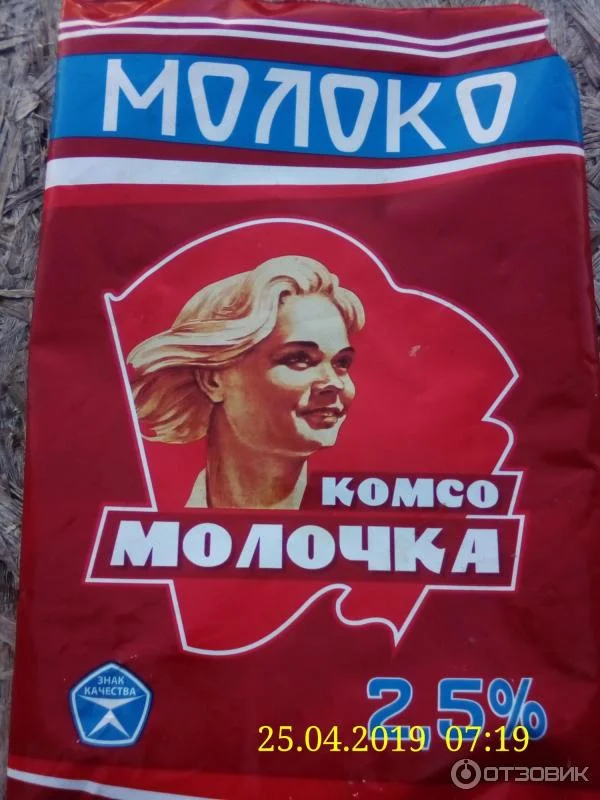 МОЛОКО
КОМСО
МОЛОЧКА
ЗНАК
КАЧЕСТВА
2,5%
25.04.2019 07:19
ОТЗОВИК